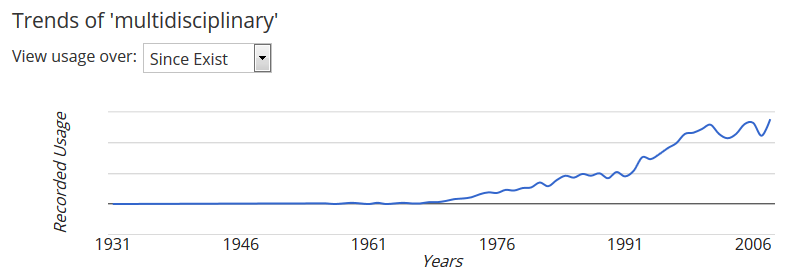 Trends of 'multidisciplinary'
View usage over: Since Exist
Recorded Usage
1931 1946 1961 1976 1991 2006
Years